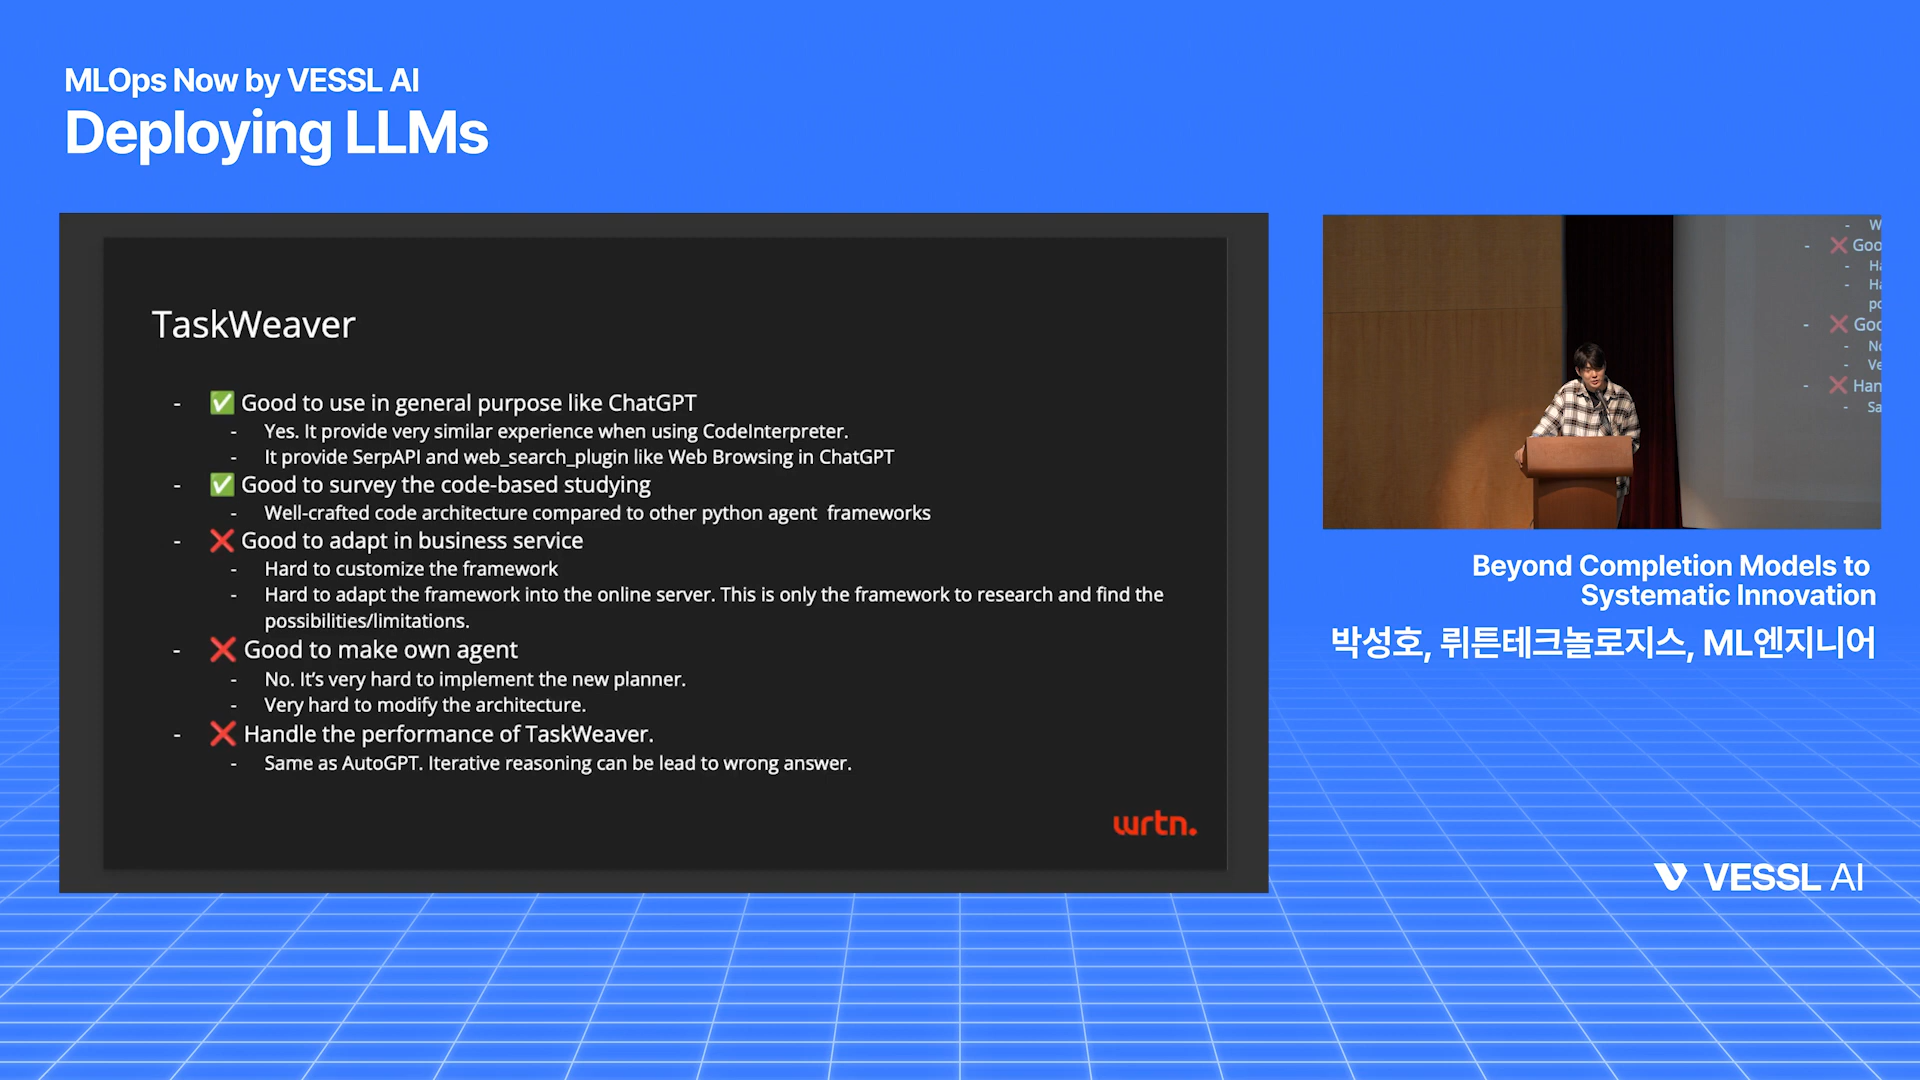 MLOps Now by VESSL AI
Deploying LLMs
TaskWeaver
- ✅ Good to use in general purpose like ChatGPT
- Yes. It provide very similar experience when using CodeInterpreter.
- It provide SerpAPI and web_search_plugin like Web Browsing in ChatGPT
- ✅ Good to survey the code-based studying
- Well-crafted code architecture compared to other python agent frameworks
- ❌ Good to adapt in business service
- Hard to customize the framework
- Hard to adapt the framework into the online server. This is only the framework to research and find the
possibilities/limitations.
- ❌ Good to make own agent
- No. It's very hard to implement the new planner.
- Very hard to modify the architecture.
- ❌ Handle the performance of TaskWeaver.
- Same as AutoGPT. Iterative reasoning can be lead to wrong answer.
wrtn.
Beyond Completion Models to
Systematic Innovation
박성호, 뤼튼테크놀로지스, ML엔지니어
VESSL AI